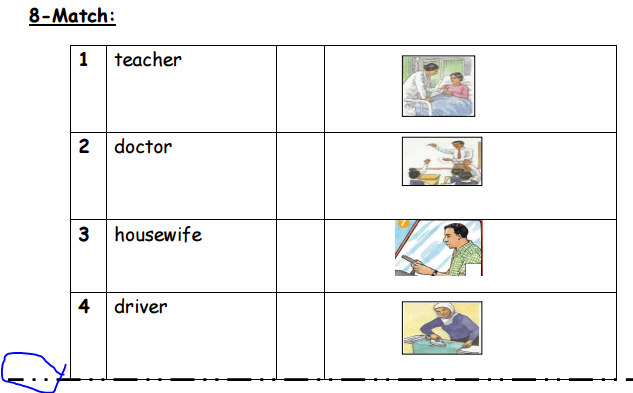 8-Match:
1 teacher
2 doctor
3 housewife
4 driver